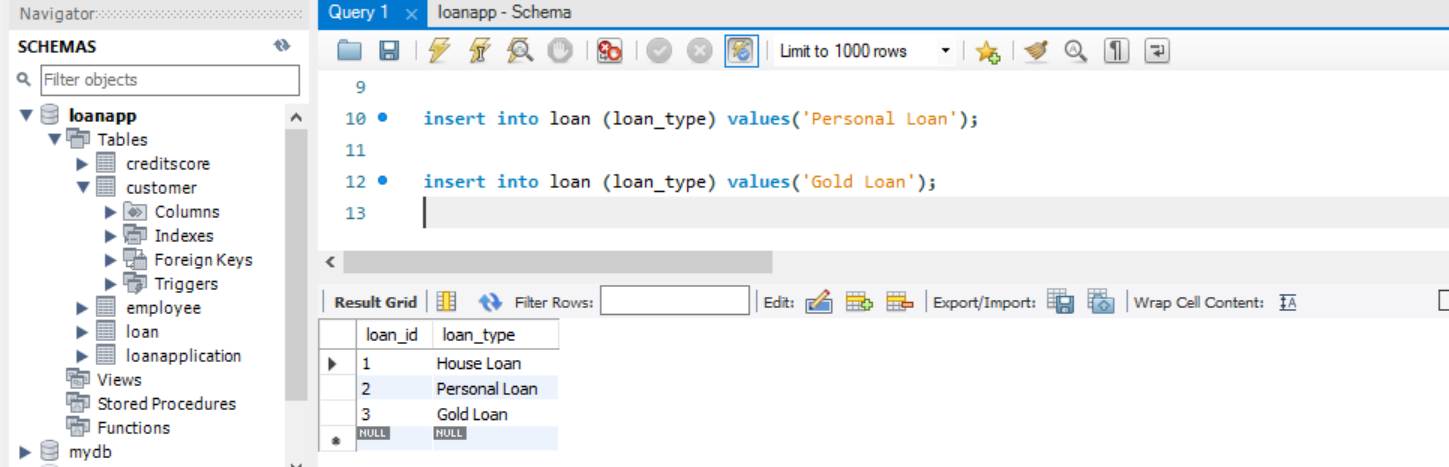 Navigator
Query 1 × loanapp - Schema
SCHEMAS
Limit to 1000 rows
Filter objects
loanapp
Tables
creditscore
customer
Columns
Indexes
Foreign Keys
Triggers
employee
loan
loanapplication
Views
Stored Procedures
Functions
mydb
9
10 insert into loan (loan_type) values('Personal Loan');
11
12 insert into loan (loan_type) values('Gold Loan');
13
Result Grid Filter Rows: Edit: Export/Import: Wrap Cell Content: IA
loan_id loan_type
1 House Loan
2 Personal Loan
3 Gold Loan
NULL NULL